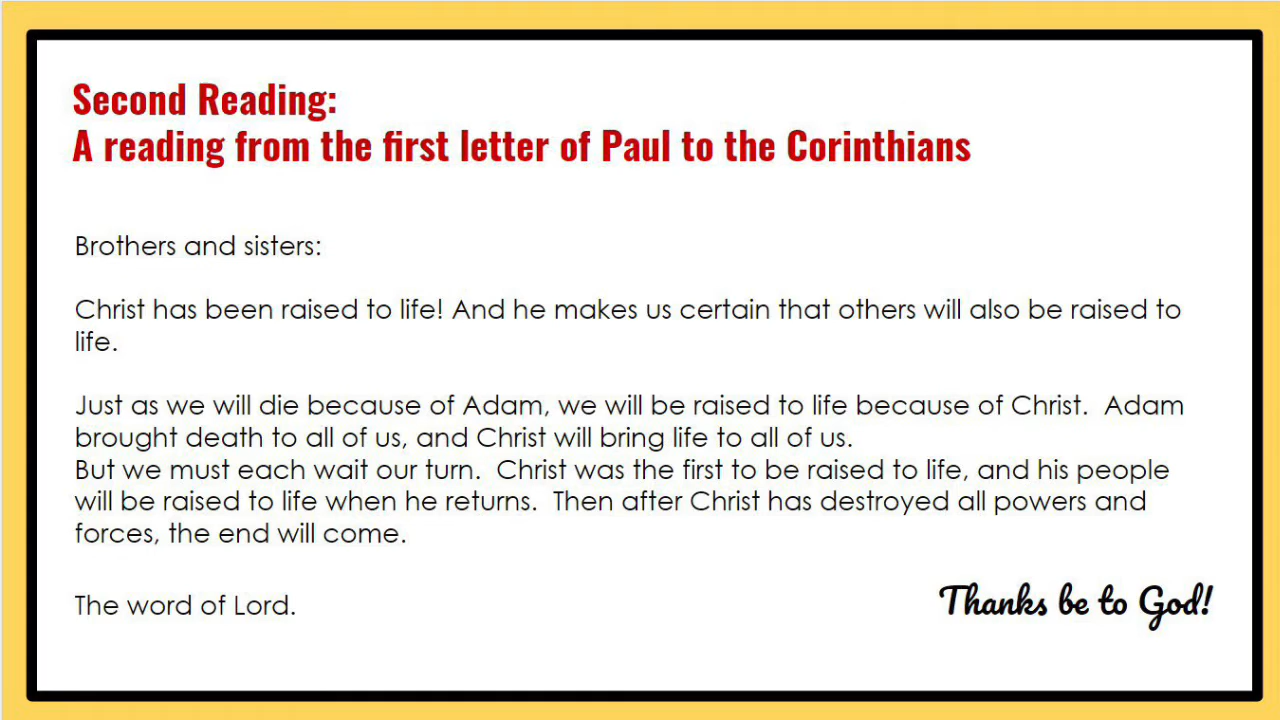 Second Reading:
A reading from the first letter of Paul to the Corinthians
Brothers and sisters:
Christ has been raised to life! And he makes us certain that others will also be raised to
life.
Just as we will die because of Adam, we will be raised to life because of Christ.  Adam
brought death to all of us, and Christ will bring life to all of us.
But we must each wait our turn.  Christ was the first to be raised to life, and his people
will be raised to life when he returns.  Then after Christ has destroyed all powers and
forces, the end will come.
The word of Lord.
Thanks be to God!